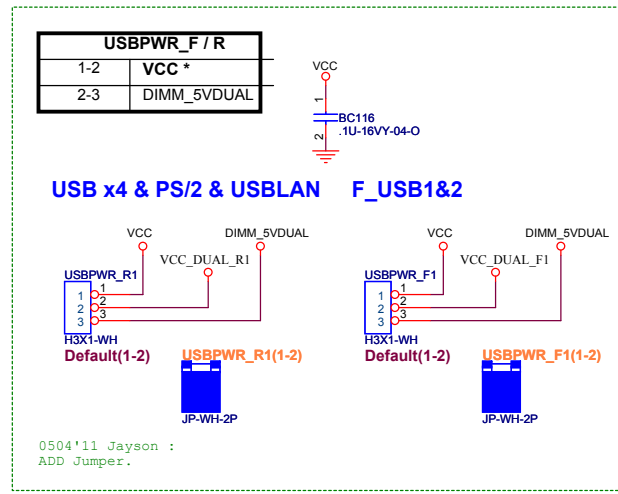 USBPWR_F / R
1-2 VCC *
2-3 DIMM_5VDUAL
VCC
1
2
BC116
.1U-16VY-04-O
USB x4 & PS/2 & USBLAN F_USB1&2
VCC DIMM_5VDUAL
VCC_DUAL_R1
USBPWR_R1
1 1
2 2
3 3
H3X1-WH
Default(1-2)
USBPWR_R1(1-2)
JP-WH-2P
VCC DIMM_5VDUAL
VCC_DUAL_F1
USBPWR_F1
1 1
2 2
3 3
H3X1-WH
Default(1-2)
USBPWR_F1(1-2)
JP-WH-2P
0504'11 Jayson :
ADD Jumper.